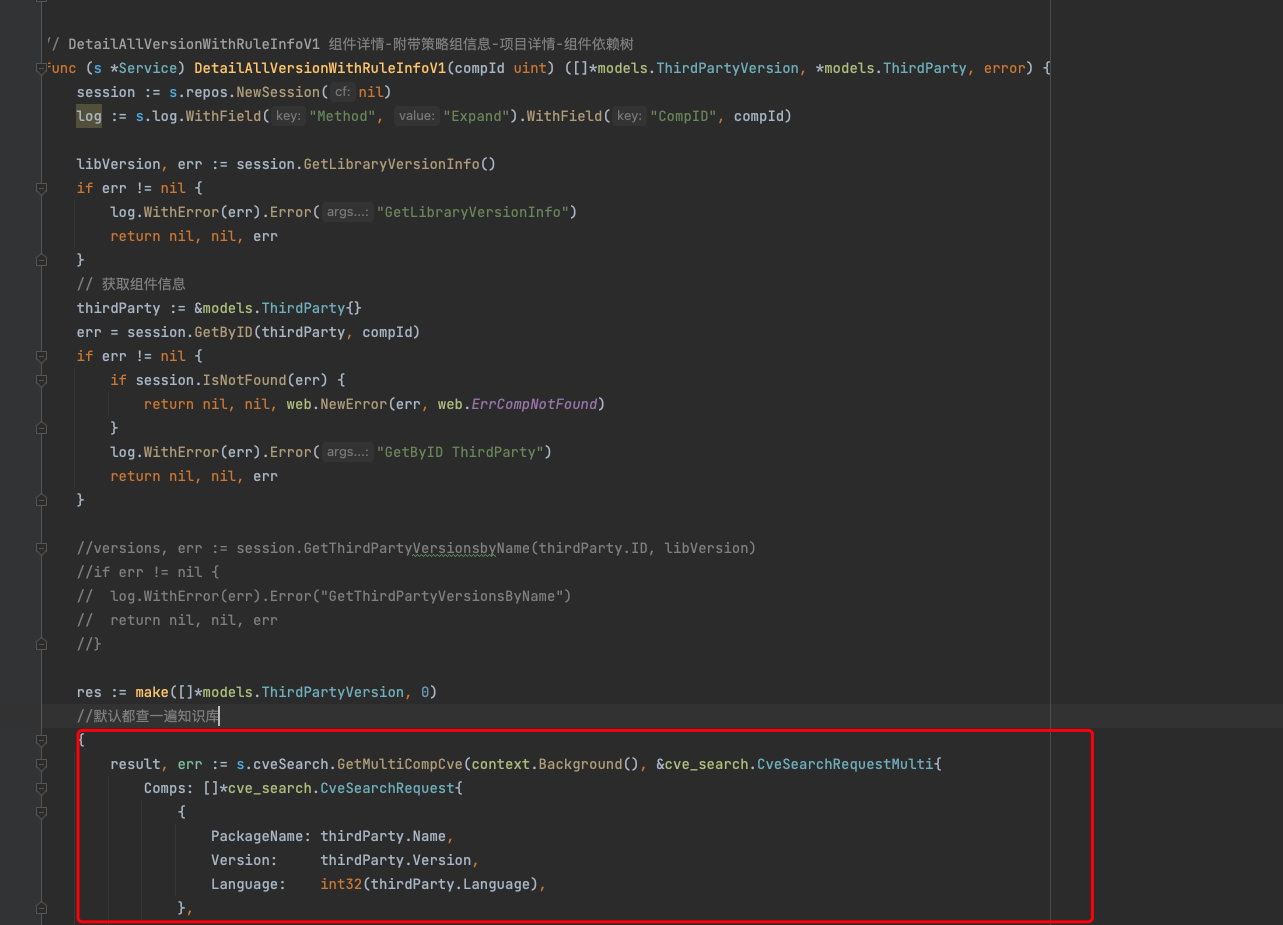 // DetailAllVersionWithRuleInfoV1 组件详情-附带策略组信息-项目详情-组件依赖树
func (s *Service) DetailAllVersionWithRuleInfoV1(compId uint) ([]*models.ThirdPartyVersion, *models.ThirdParty, error) {
session := s.repos.NewSession( cf: nil)
log := s.log.WithField( key: "Method", value: "Expand").WithField( key: "CompID", compId)
libVersion, err := session.GetLibraryVersionInfo()
if err != nil {
log.WithError(err).Error( args...: "GetLibraryVersionInfo")
return nil, nil, err
}
// 获取组件信息
thirdParty := &models.ThirdParty{}
err = session.GetByID(thirdParty, compId)
if err != nil {
if session.IsNotFound(err) {
return nil, nil, web.NewError(err, web.ErrCompNotFound)
}
log.WithError(err).Error( args...: "GetByID ThirdParty")
return nil, nil, err
}
//versions, err := session.GetThirdPartyVersionsbyName(thirdParty.ID, libVersion)
//if err != nil {
// log.WithError(err).Error("GetThirdPartyVersionsByName")
// return nil, nil, err
//}
res := make([]*models.ThirdPartyVersion, 0)
//默认都查一遍知识库
{
result, err := s.cveSearch.GetMultiCompCve(context.Background(), &cve_search.CveSearchRequestMulti{
Comps: []*cve_search.CveSearchRequest{
{
PackageName: thirdParty.Name,
Version: thirdParty.Version,
Language: int32(thirdParty.Language),
},